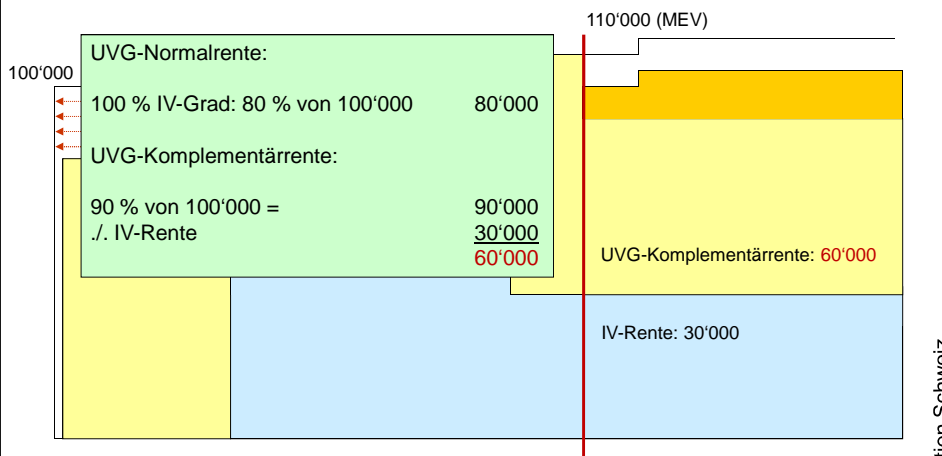 110‘000 (MEV)
100‘000
UVG-Normalrente:
100 % IV-Grad: 80 % von 100‘000 80‘000
UVG-Komplementärrente:
90 % von 100‘000 = 90‘000
./. IV-Rente 30‘000
60‘000
UVG-Komplementärrente: 60‘000
IV-Rente: 30‘000
Schweiz